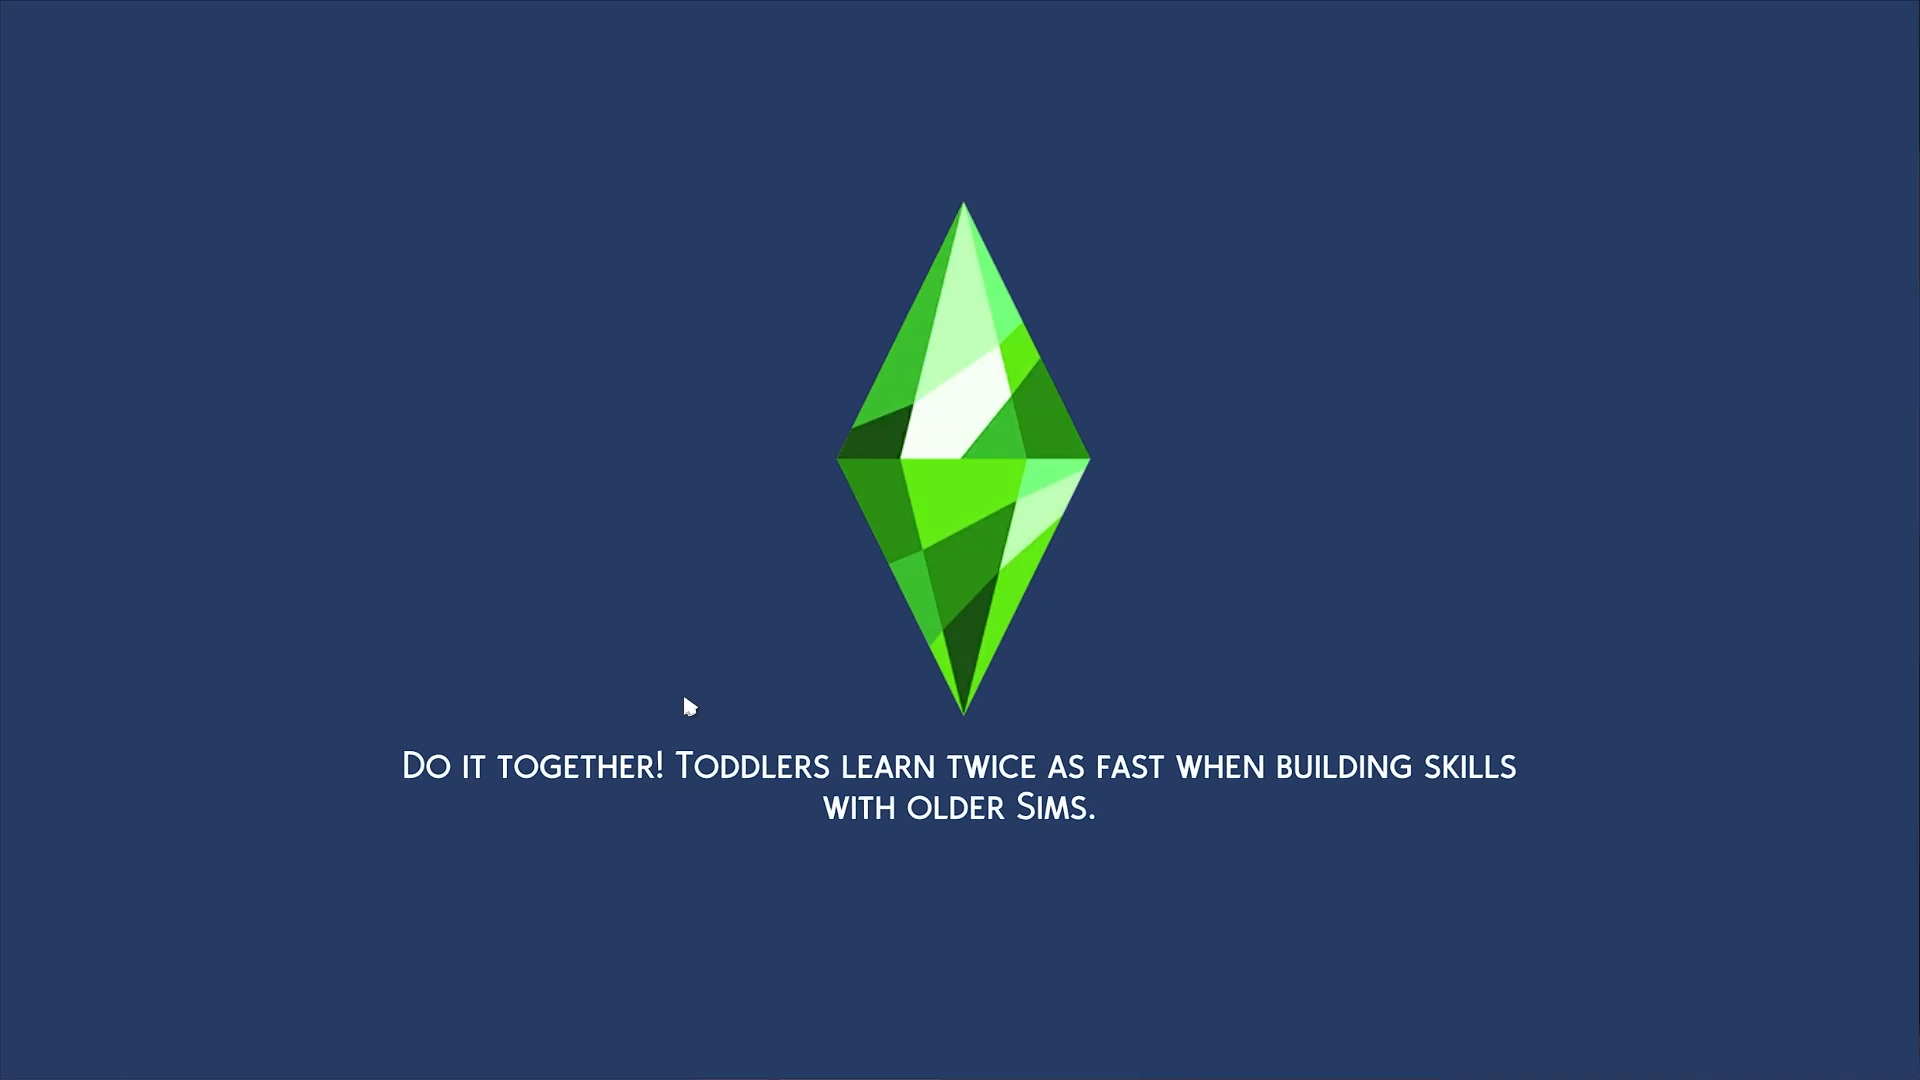 Do it together! Toddlers learn twice as fast when building skills
with older Sims.